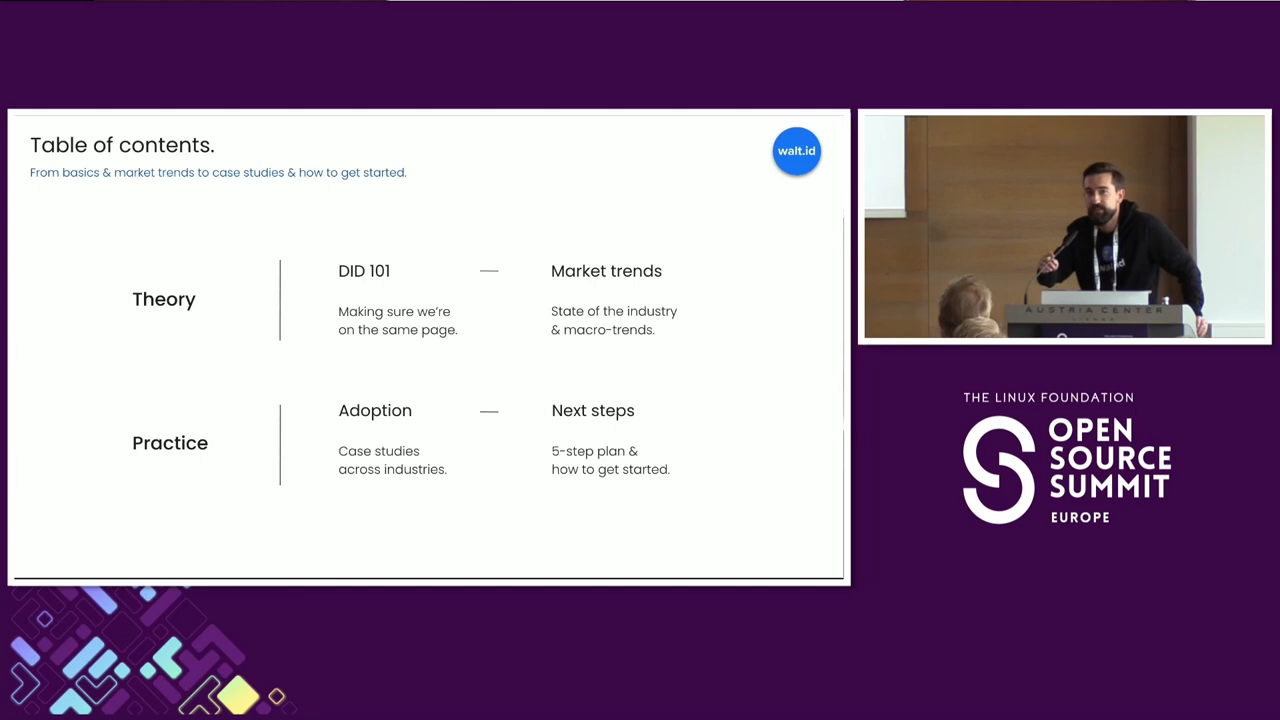 Table of contents.
From basics & market trends to case studies & how to get started.
walt.id
Theory
DID 101
Making sure we're
on the same page.
Market trends
State of the industry
& macro-trends.
Practice
Adoption
Case studies
across industries.
Next steps
5-step plan &
how to get started.
AUSTRIA CENTER
THE LINUX FOUNDATION
OPEN
SOURCE
SUMMIT
EUROPE